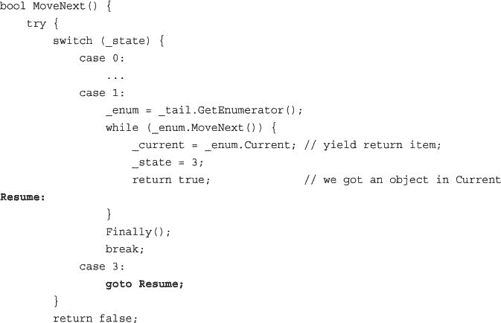 bool MoveNext() {
    try {
        switch (_state) {
            case 0:
                ...
            case 1:
                _enum = _tail.GetEnumerator();
                while (_enum.MoveNext()) {
                    _current = _enum.Current; // yield return item;
                    _state = 3;
                    return true;              // we got an object in Current
Resume:
                }
                Finally();
                break;
            case 3:
                goto Resume;
        }
        return false;